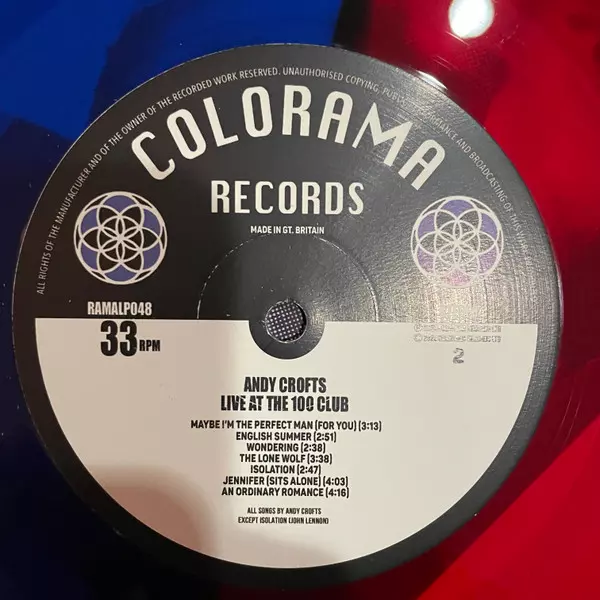 ALL RIGHTS OF THE MANUFACTURER AND OF THE OWNER OF THE RECORDED WORK RESERVED. UNAUTHORISED COPYING, AND BROADCASTING OF THIS
COLORAMA
RECORDS
MADE IN GT. BRITAIN
RAMALP048
33 RPM
2
ANDY CROFTS
LIVE AT THE 100 CLUB
MAYBE I'M THE PERFECT MAN (FOR YOU) (3:13)
ENGLISH SUMMER (2:51)
WONDERING (2:38)
THE LONE WOLF (3:38)
ISOLATION (2:47)
JENNIFER (SITS ALONE) (4:03)
AN ORDINARY ROMANCE (4:16)
ALL SONGS BY ANDY CROFTS
EXCEPT ISOLATION (JOHN LENNON)